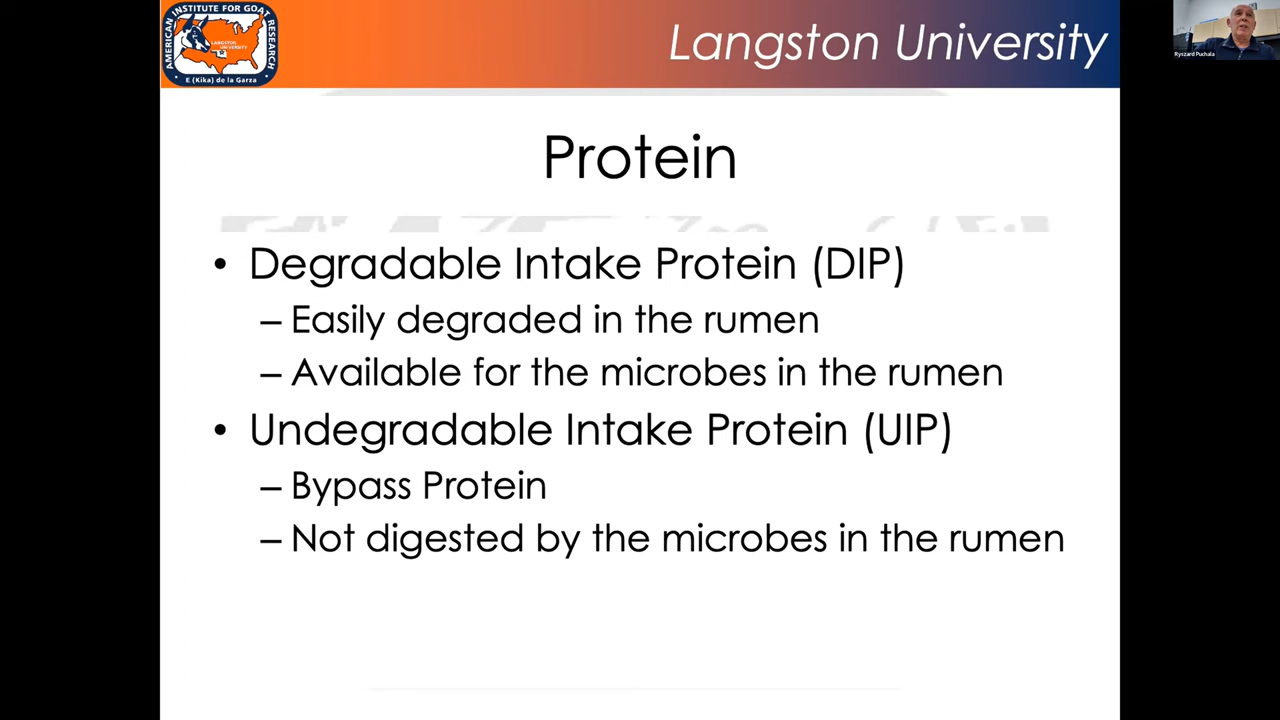 AMERICAN INSTITUTE FOR GOAT RESEARCH
LANGSTON
UNIVERSITY
E (Kika) de la Garza
Langston University
Ryszard Puchala
Protein
• Degradable Intake Protein (DIP)
– Easily degraded in the rumen
– Available for the microbes in the rumen
• Undegradable Intake Protein (UIP)
– Bypass Protein
– Not digested by the microbes in the rumen